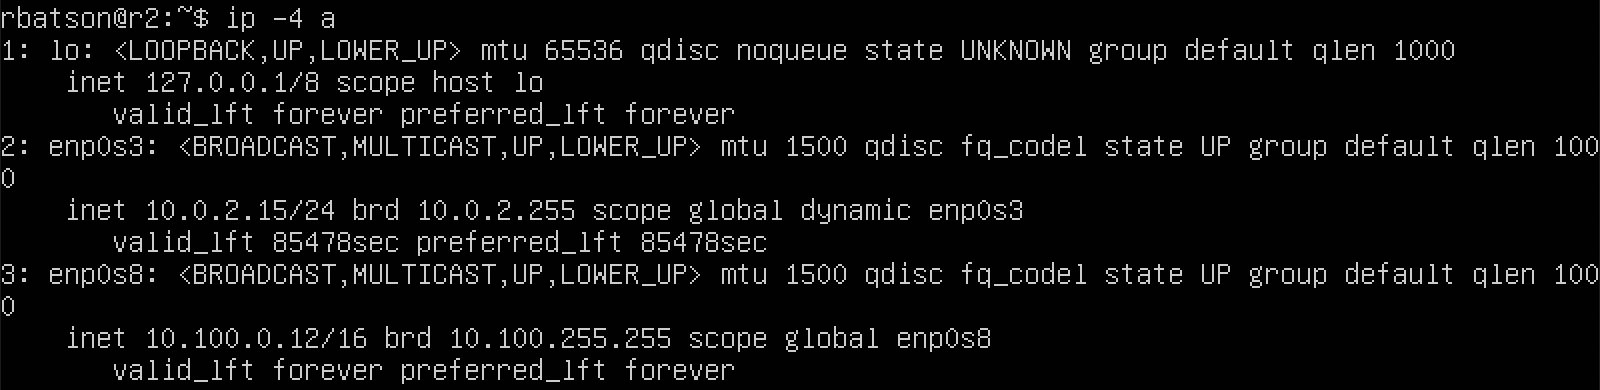 rbatson@r2:~$ ip -4 a
1: lo: <LOOPBACK,UP,LOWER_UP> mtu 65536 qdisc noqueue state UNKNOWN group default qlen 1000
    inet 127.0.0.1/8 scope host lo
       valid_lft forever preferred_lft forever
2: enp0s3: <BROADCAST,MULTICAST,UP,LOWER_UP> mtu 1500 qdisc fq_codel state UP group default qlen 100
0
    inet 10.0.2.15/24 brd 10.0.2.255 scope global dynamic enp0s3
       valid_lft 85478sec preferred_lft 85478sec
3: enp0s8: <BROADCAST,MULTICAST,UP,LOWER_UP> mtu 1500 qdisc fq_codel state UP group default qlen 100
0
    inet 10.100.0.12/16 brd 10.100.255.255 scope global enp0s8
       valid_lft forever preferred_lft forever